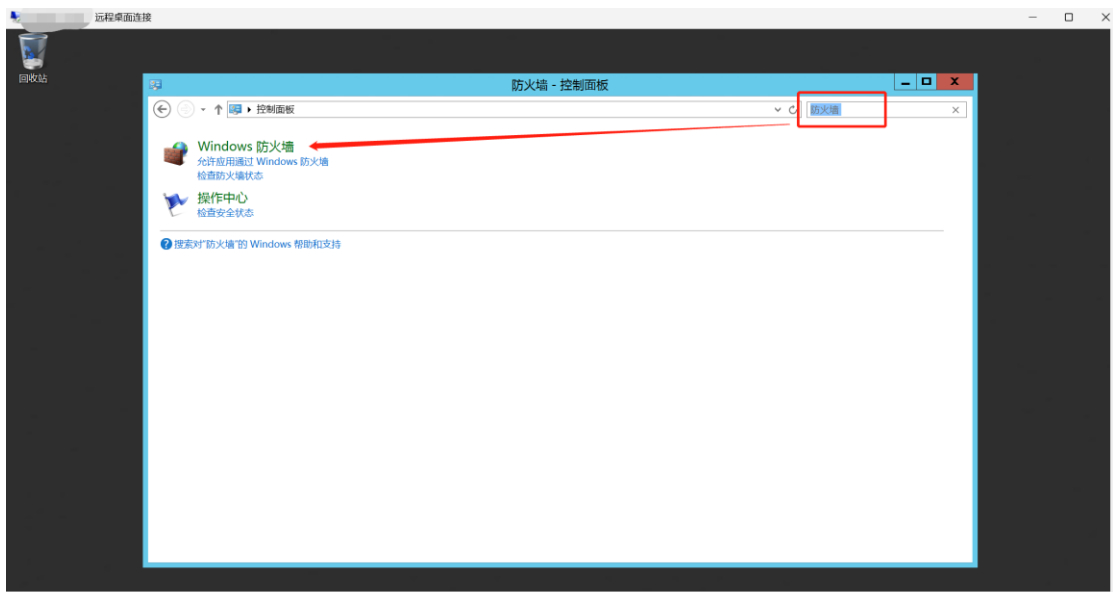 远程桌面连接
回收站
防火墙 - 控制面板
控制面板
防火墙
Windows 防火墙
允许应用通过 Windows 防火墙
检查防火墙状态
操作中心
检查安全状态
搜索对"防火墙"的 Windows 帮助和支持